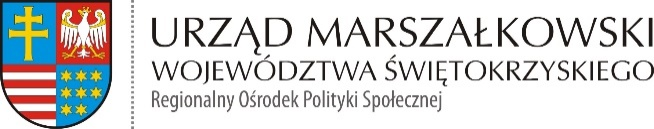 URZĄD MARSZAŁKOWSKI
WOJEWÓDZTWA ŚWIĘTOKRZYSKIEGO
Regionalny Ośrodek Polityki Społecznej